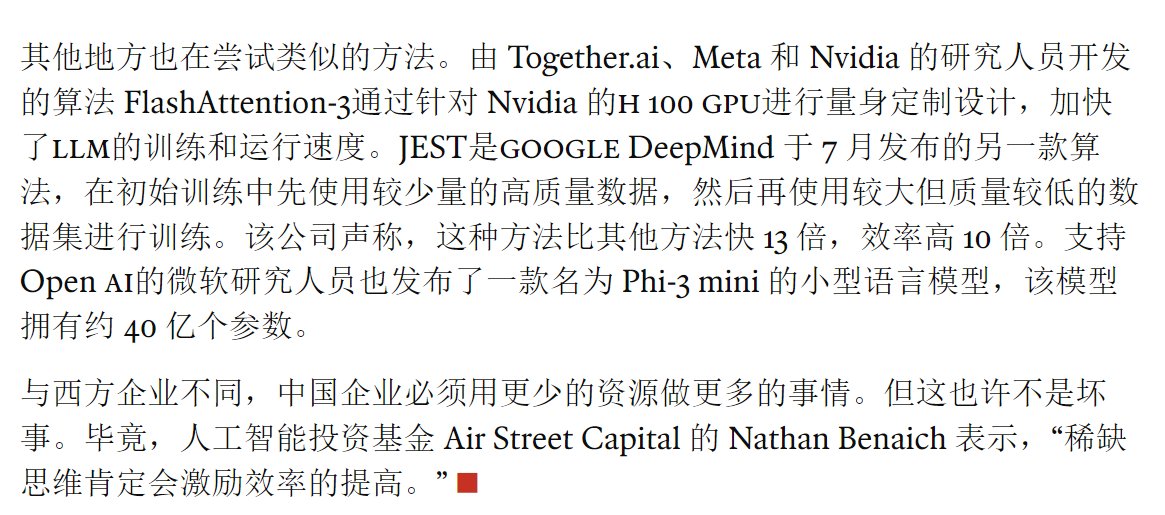 其他地方也在尝试类似的方法。由 Together.ai、Meta 和 Nvidia 的研究人员开发
的算法 FlashAttention-3通过针对 Nvidia 的H 100 GPU进行量身定制设计，加快
了LLM的训练和运行速度。JEST是GOOGLE DeepMind 于 7 月发布的另一款算
法，在初始训练中先使用较少量的高质量数据，然后再使用较大但质量较低的数
据集进行训练。该公司声称，这种方法比其他方法快 13 倍，效率高 10 倍。支持
Open AI的微软研究人员也发布了一款名为 Phi-3 mini 的小型语言模型，该模型
拥有约 40 亿个参数。
与西方企业不同，中国企业必须用更少的资源做更多的事情。但这也许不是坏
事。毕竟，人工智能投资基金 Air Street Capital 的 Nathan Benaich 表示，“稀缺
思维肯定会激励效率的提高。”